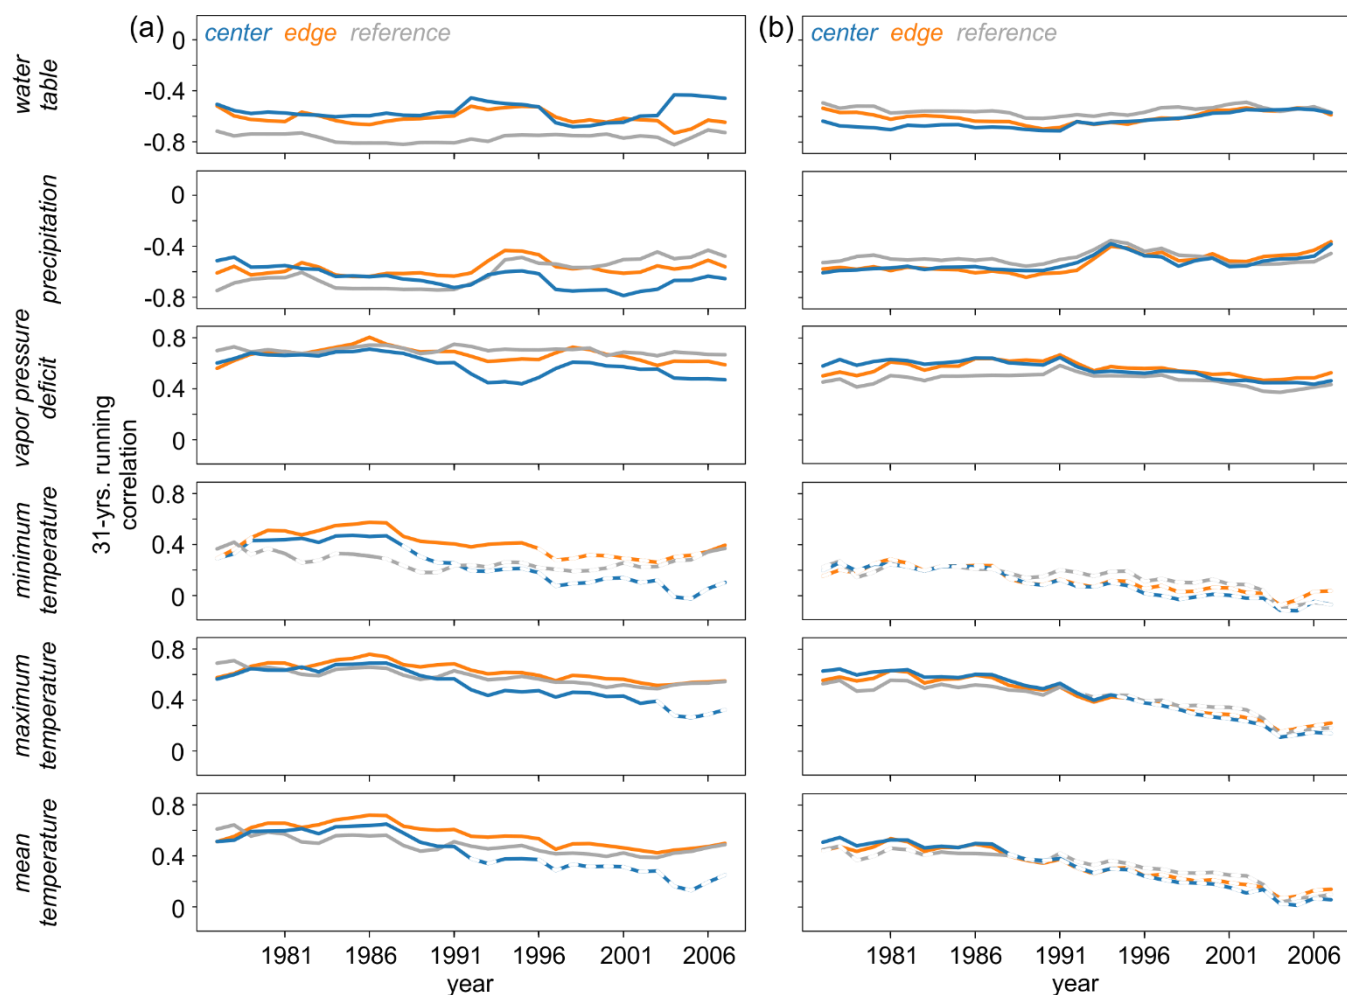 (a)
center edge reference
(b)
center edge reference
water
table
0
-0.4
-0.8
precipitation
0
-0.4
-0.8
vapor pressure
deficit
0.8
0.4
0
31-yrs. running
correlation
minimum
temperature
0.8
0.4
0
maximum
temperature
0.8
0.4
0
mean
temperature
0.8
0.4
0
1981 1986 1991 1996 2001 2006
year
1981 1986 1991 1996 2001 2006
year